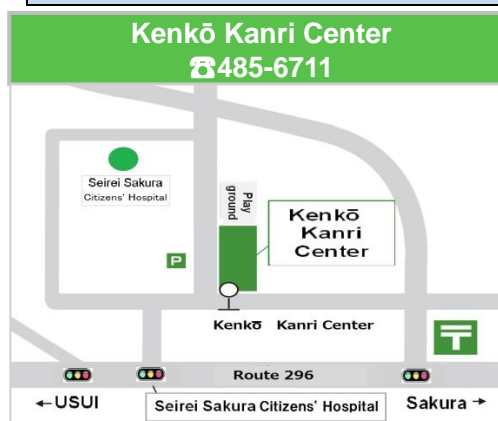 Kenkō Kanri Center
☎485-6711
Seirei Sakura
Citizens' Hospital
Play
ground
Kenkō
Kanri
Center
P
Kenkō Kanri Center
〒
Route 296
←USUI
Seirei Sakura Citizens' Hospital
Sakura→